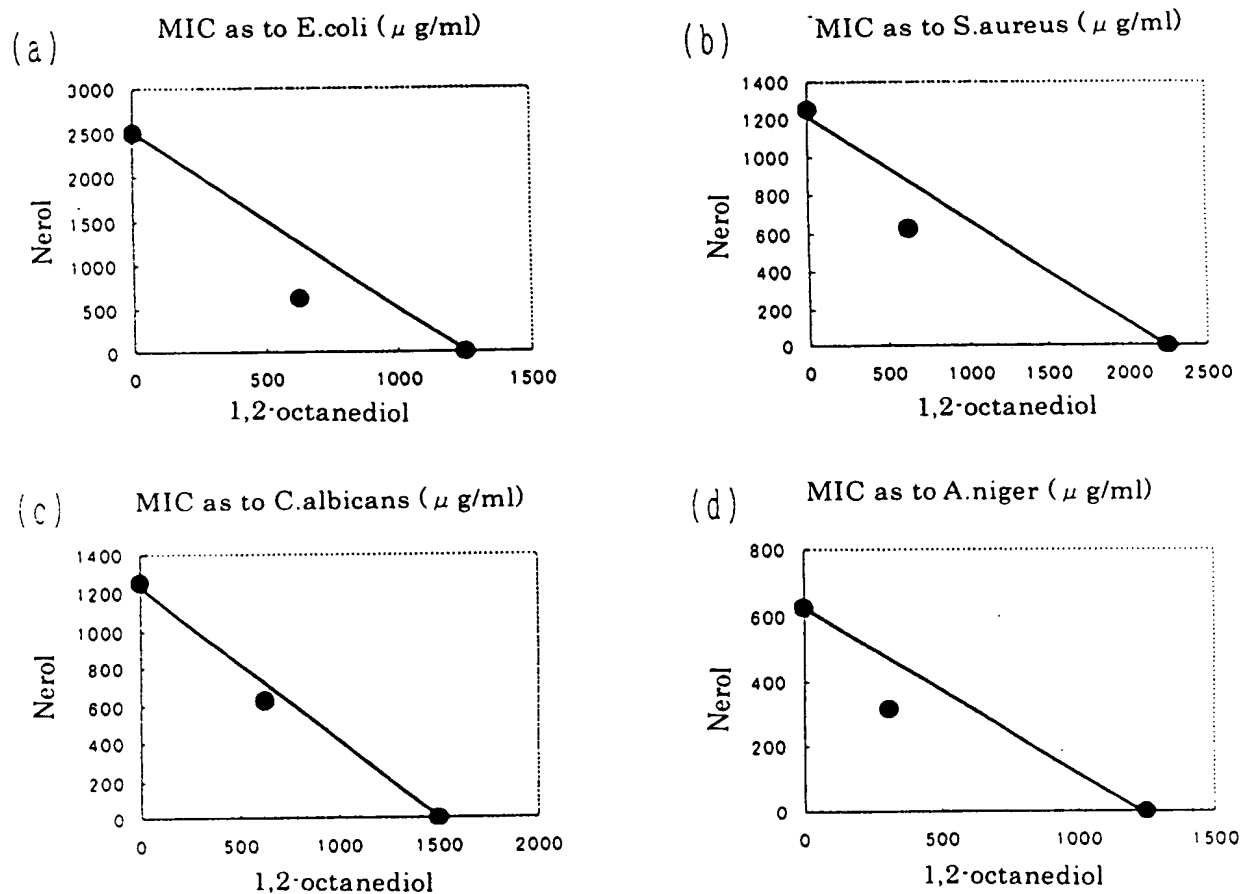 (a)
MIC as to E.coli (μ g/ml)
3000
2500
2000
1500
1000
500
0
Nerol
0 500 1000 1500
1,2-octanediol
(b)
MIC as to S.aureus (μ g/ml)
1400
1200
1000
800
600
400
200
0
Nerol
0 500 1000 1500 2000 2500
1,2-octanediol
(c)
MIC as to C.albicans (μ g/ml)
1400
1200
1000
800
600
400
200
0
Nerol
0 500 1000 1500 2000
1,2-octanediol
(d)
MIC as to A.niger (μ g/ml)
800
600
400
200
0
Nerol
0 500 1000 1500
1,2-octanediol